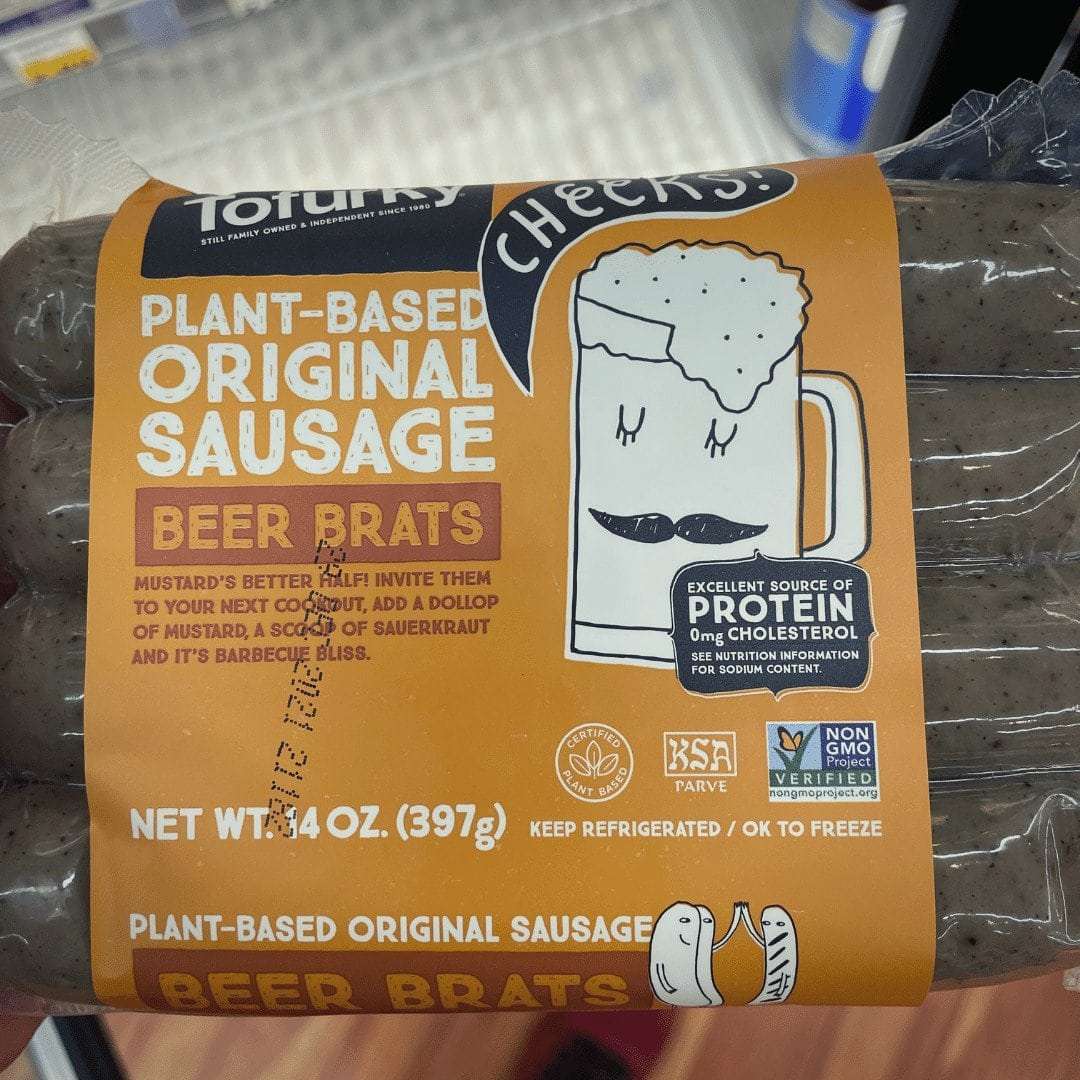 Tofurky®
STILL FAMILY OWNED & INDEPENDENT SINCE 1980
CHEERS!
PLANT-BASED
ORIGINAL
SAUSAGE
BEER BRATS
MUSTARD'S BETTER HALF! INVITE THEM
TO YOUR NEXT COOKOUT, ADD A DOLLOP
OF MUSTARD, A SCOOP OF SAUERKRAUT
AND IT'S BARBECUE BLISS.
EXCELLENT SOURCE OF
PROTEIN
0mg CHOLESTEROL
SEE NUTRITION INFORMATION
FOR SODIUM CONTENT.
CERTIFIED
PLANT BASED
KSA
PARVE
NON
GMO
Project
VERIFIED
nongmoproject.org
NET WT. 14 OZ. (397g)
KEEP REFRIGERATED / OK TO FREEZE
PLANT-BASED ORIGINAL SAUSAGE
BEER BRATS